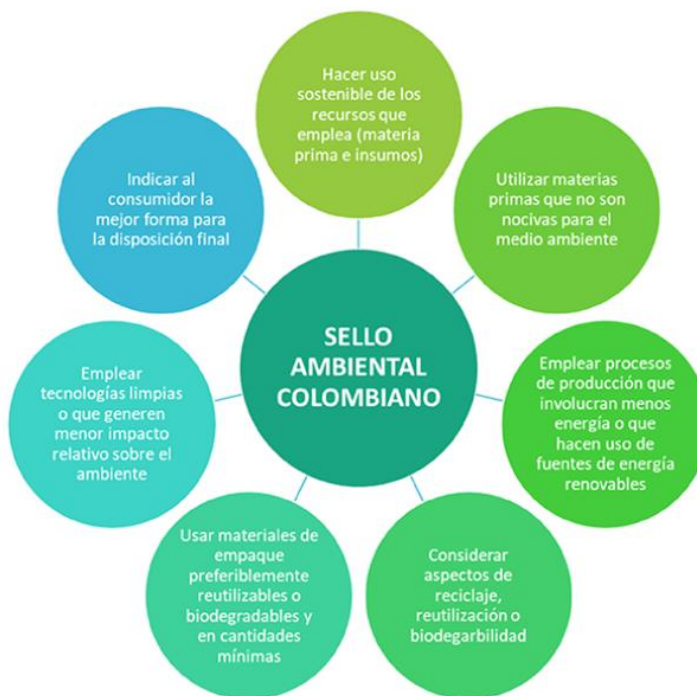 Hacer uso
sostenible de los
recursos que
emplea (materia
prima e insumos)
Utilizar materias
primas que no son
nocivas para el
medio ambiente
Emplear procesos
de producción que
involucran menos
energía o que
hacen uso de
fuentes de energía
renovables
Considerar
aspectos de
reciclaje,
reutilización o
biodegarbilidad
Usar materiales de
empaque
preferiblemente
reutilizables o
biodegradables y
en cantidades
mínimas
Emplear
tecnologías limpias
o que generen
menor impacto
relativo sobre el
ambiente
Indicar al
consumidor la
mejor forma para
la disposición final
SELLO
AMBIENTAL
COLOMBIANO